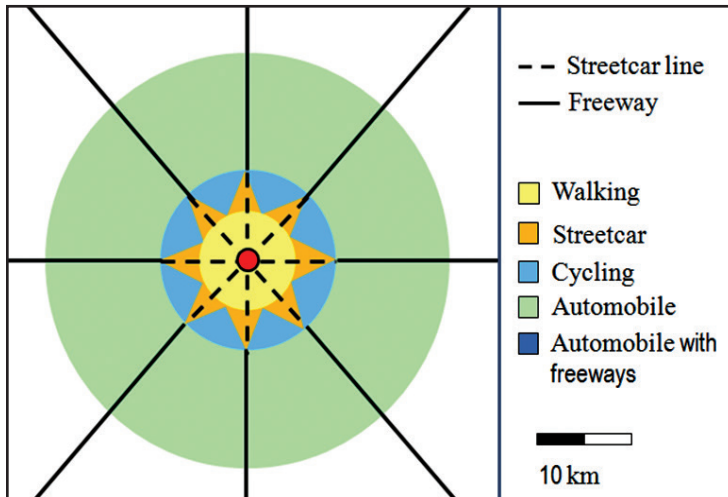 Streetcar line
Freeway
Walking
Streetcar
Cycling
Automobile
Automobile with
freeways
10 km